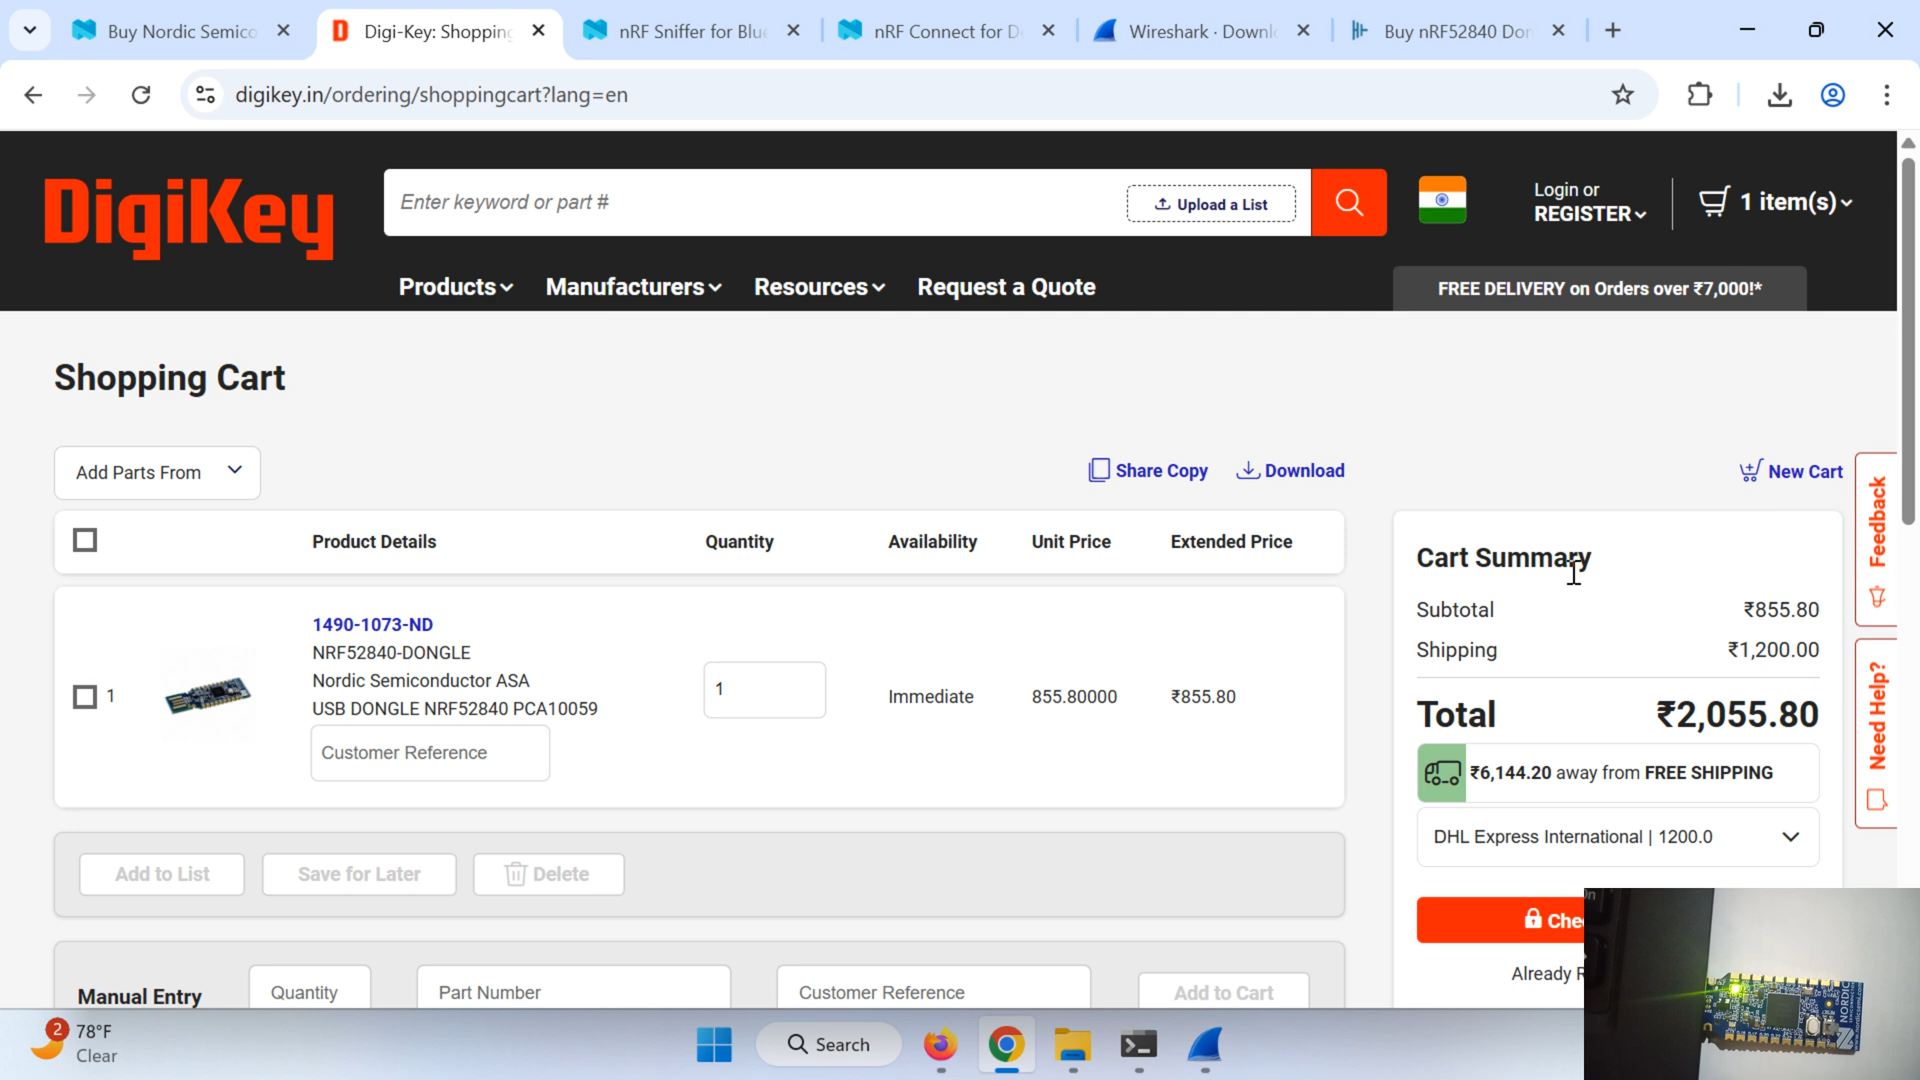 Buy Nordic Semico
Digi-Key: Shopping
nRF Sniffer for Blue
nRF Connect for D
Wireshark · Downl
Buy nRF52840 Don
digikey.in/ordering/shoppingcart?lang=en
DigiKey
Enter keyword or part #
Upload a List
Login or
REGISTER
1 item(s)
Products
Manufacturers
Resources
Request a Quote
FREE DELIVERY on Orders over ₹7,000!*
Shopping Cart
Add Parts From
Share Copy
Download
New Cart
Feedback
Need Help?
Product Details
Quantity
Availability
Unit Price
Extended Price
1
1490-1073-ND
NRF52840-DONGLE
Nordic Semiconductor ASA
USB DONGLE NRF52840 PCA10059
Customer Reference
1
Immediate
855.80000
₹855.80
Cart Summary
Subtotal
₹855.80
Shipping
₹1,200.00
Total
₹2,055.80
₹6,144.20 away from FREE SHIPPING
DHL Express International | 1200.0
Che
Already R
Add to List
Save for Later
Delete
Manual Entry
Quantity
Part Number
Customer Reference
Add to Cart
2
78°F
Clear
Search
NORDIC